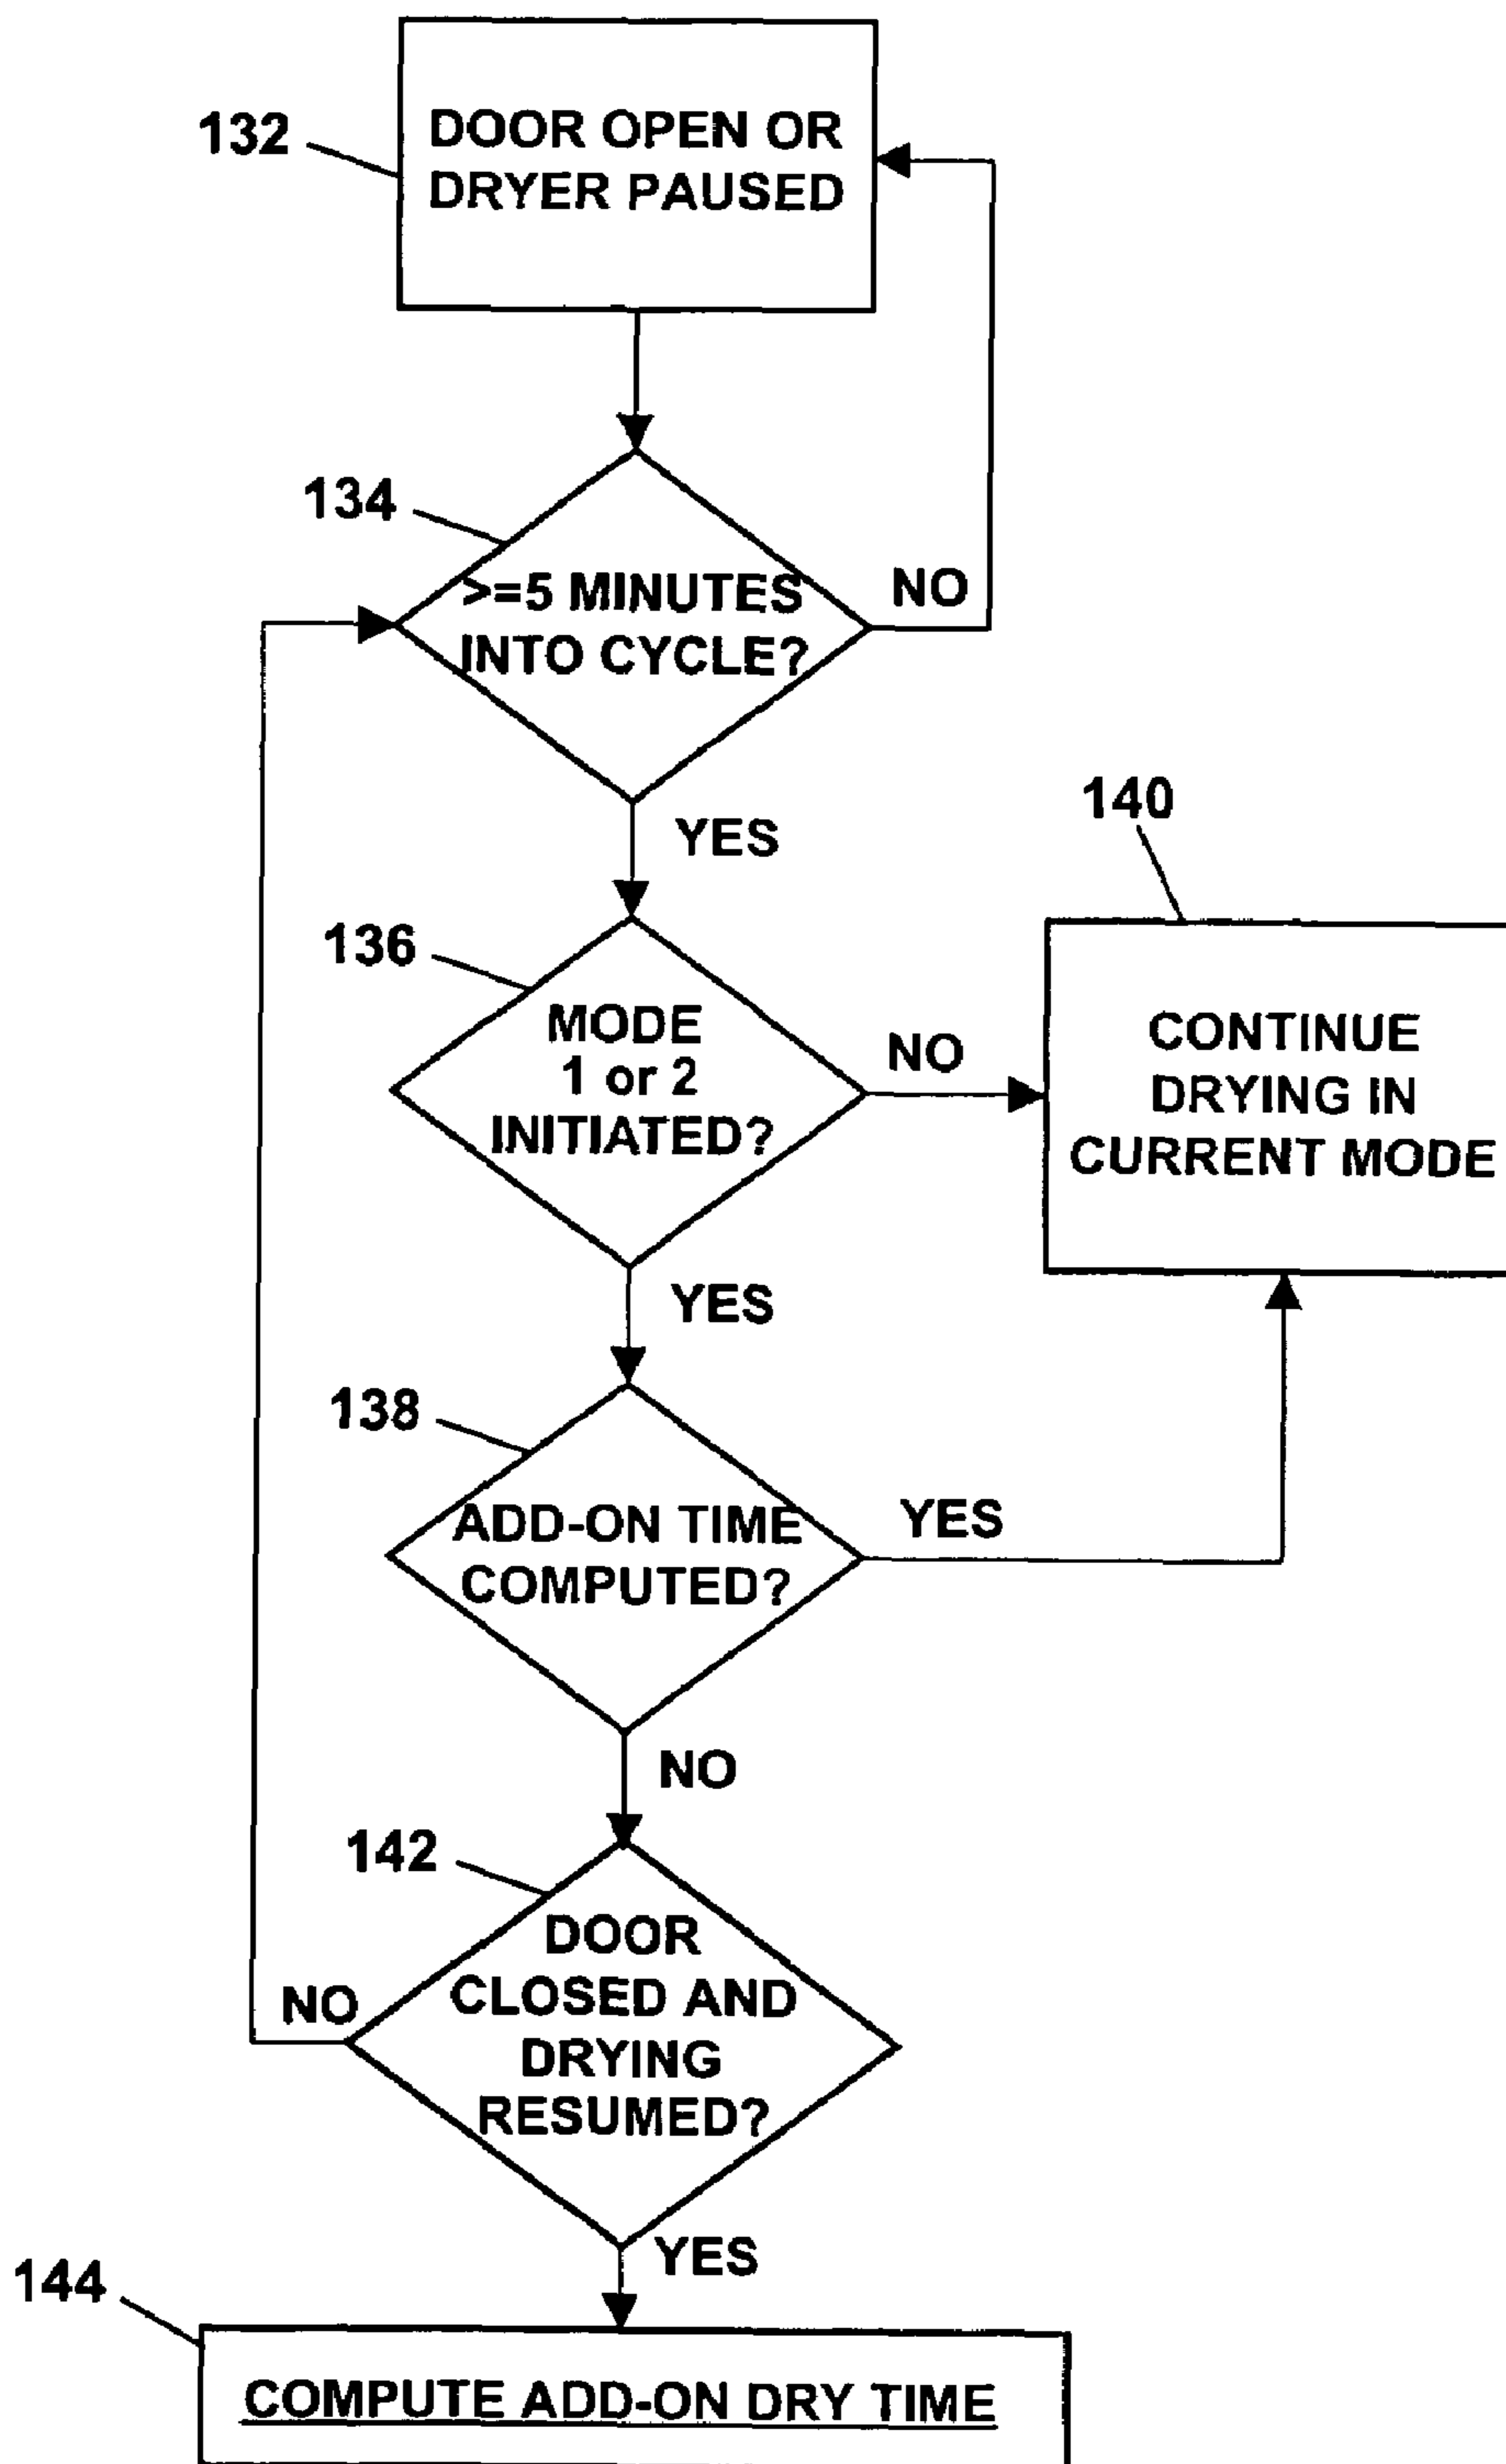 132
DOOR OPEN OR
DRYER PAUSED
134
>=5 MINUTES
INTO CYCLE?
NO
YES
140
136
MODE
1 or 2
INITIATED?
NO
CONTINUE
DRYING IN
CURRENT MODE
YES
138
ADD-ON TIME
COMPUTED?
YES
NO
142
DOOR
CLOSED AND
DRYING
RESUMED?
NO
YES
144
COMPUTE ADD-ON DRY TIME